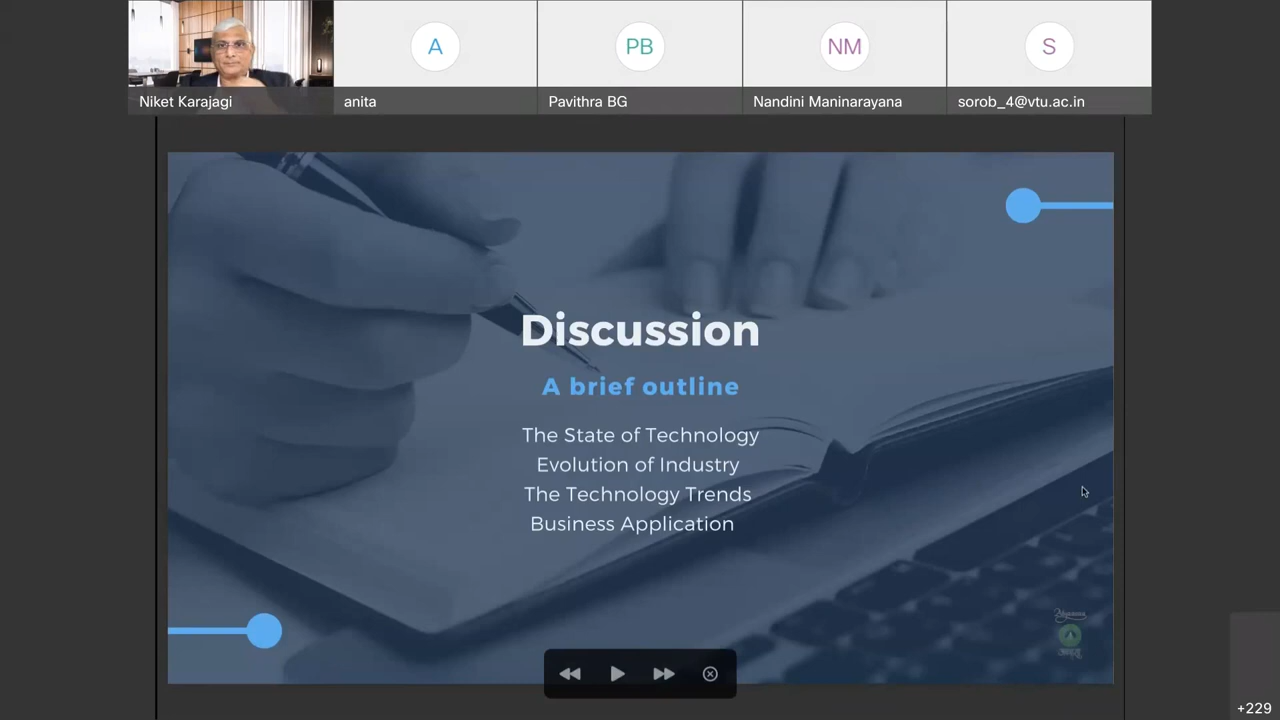 A
PB
NM
S
Niket Karajagi
anita
Pavithra BG
Nandini Maninarayana
sorob_4@vtu.ac.in
Discussion
A brief outline
The State of Technology
Evolution of Industry
The Technology Trends
Business Application
+229